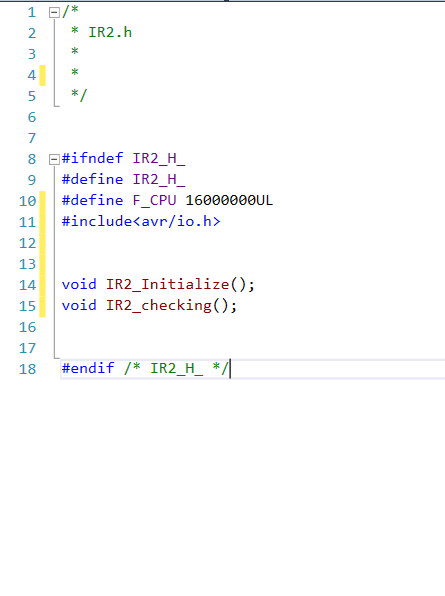 1 /*
2  * IR2.h
3  *
4  *
5  */
6
7
8 #ifndef IR2_H_
9 #define IR2_H_
10 #define F_CPU 16000000UL
11 #include<avr/io.h>
12
13
14 void IR2_Initialize();
15 void IR2_checking();
16
17
18 #endif /* IR2_H_ */